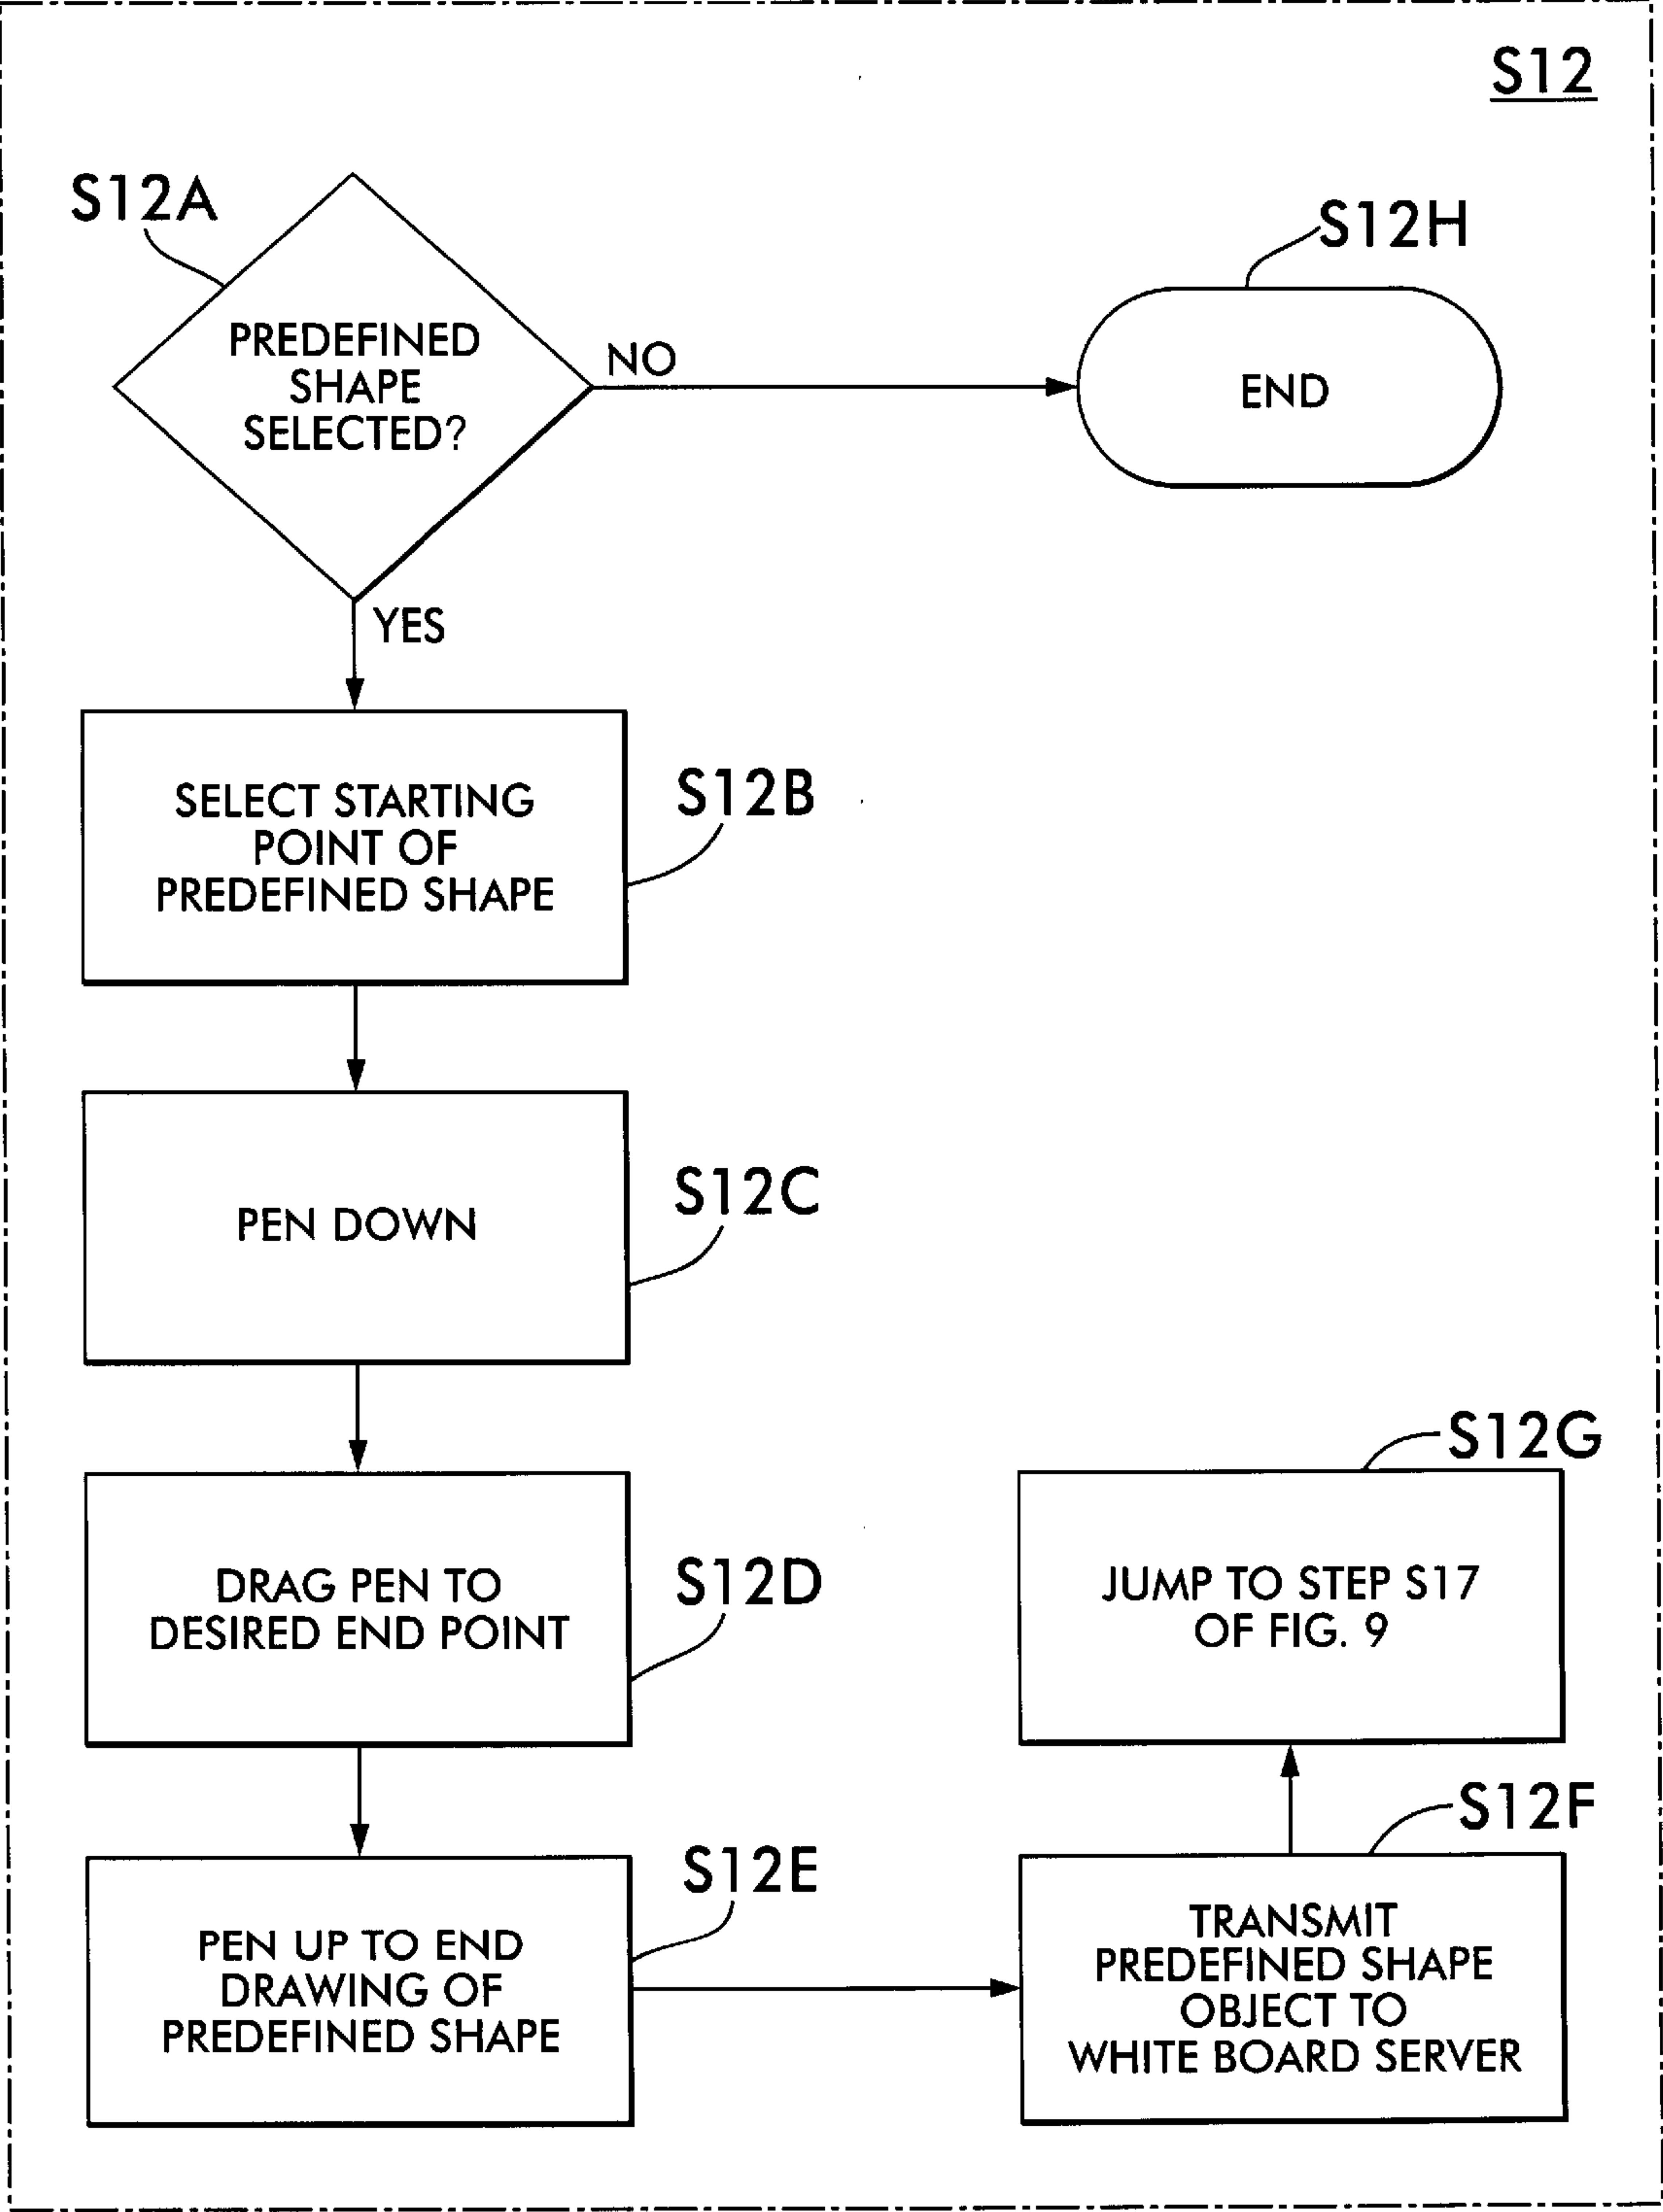 S12
S12A
PREDEFINED
SHAPE
SELECTED?
NO
S12H
END
YES
SELECT STARTING
POINT OF
PREDEFINED SHAPE
S12B
PEN DOWN
S12C
DRAG PEN TO
DESIRED END POINT
S12D
PEN UP TO END
DRAWING OF
PREDEFINED SHAPE
S12E
TRANSMIT
PREDEFINED SHAPE
OBJECT TO
WHITE BOARD SERVER
S12F
JUMP TO STEP S17
OF FIG. 9
S12G